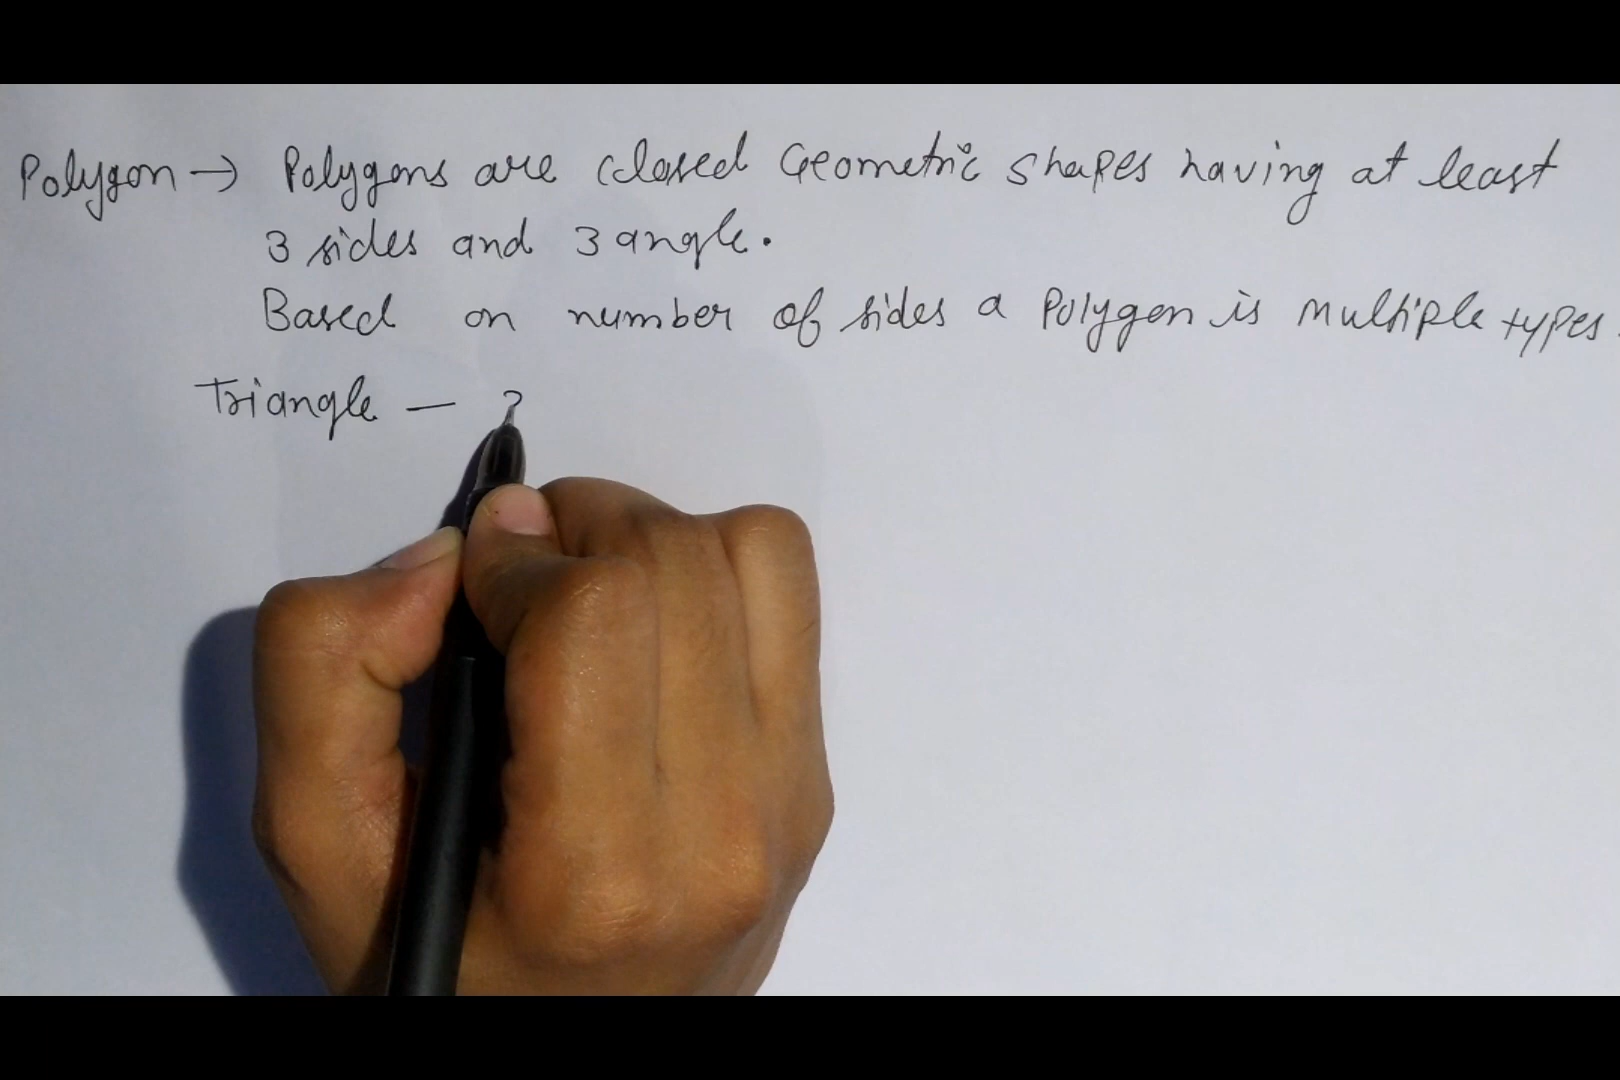 Polygon → Polygons are closed Geometric shapes having at least
3 sides and 3 angle.
Based on number of sides a Polygon is multiple types.
Triangle —